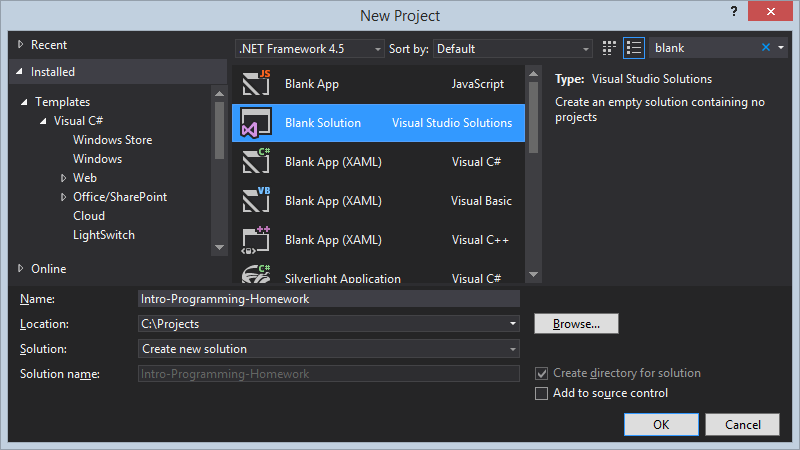 New Project
? ×
Recent
Installed
Templates
Visual C#
Windows Store
Windows
Web
Office/SharePoint
Cloud
LightSwitch
Online
.NET Framework 4.5 Sort by: Default blank ×
JS Blank App JavaScript
Blank Solution Visual Studio Solutions
C# Blank App (XAML) Visual C#
VB Blank App (XAML) Visual Basic
++ Blank App (XAML) Visual C++
C# Silverlight Application Visual C#
Type: Visual Studio Solutions
Create an empty solution containing no
projects
Name: Intro-Programming-Homework
Location: C:\Projects Browse...
Solution: Create new solution
Solution name: Intro-Programming-Homework
Create directory for solution
Add to source control
OK Cancel